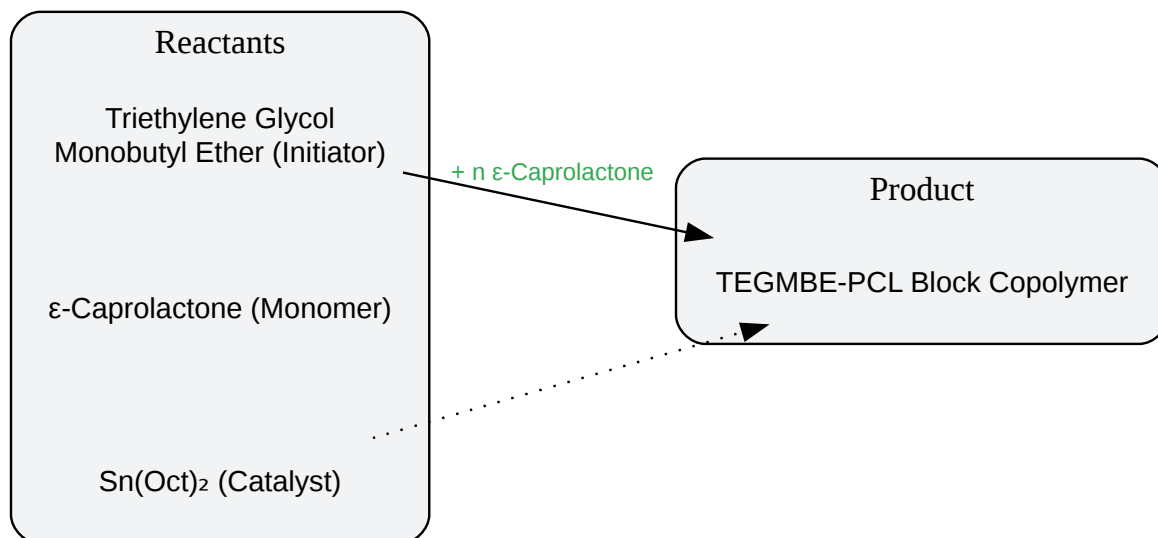 Reactants
Triethylene Glycol
Monobutyl Ether (Initiator)
+ n ε-Caprolactone
Product
TEGMBE-PCL Block Copolymer
ε-Caprolactone (Monomer)
Sn(Oct)₂ (Catalyst)